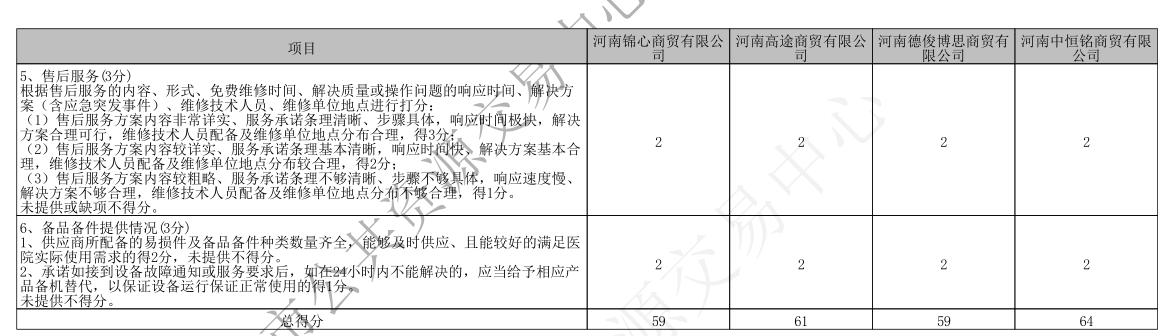 项目
河南锦心商贸有限公
司
河南高途商贸有限公
司
河南德俊博思商贸有
限公司
河南中恒铭商贸有限
公司
5、售后服务(3分)
根据售后服务的内容、形式、免费维修时间、解决质量或操作问题的响应时间、解决方
案（含应急突发事件）、维修技术人员、维修单位地点进行打分：
（1）售后服务方案内容非常详实、服务承诺条理清晰、步骤具体，响应时间极快，解决
方案合理可行，维修技术人员配备及维修单位地点分布合理，得3分；
（2）售后服务方案内容较详实、服务承诺条理基本清晰，响应时间快、解决方案基本合
理，维修技术人员配备及维修单位地点分布较合理，得2分；
（3）售后服务方案内容较粗略、服务承诺条理不够清晰、步骤不够具体，响应速度慢、
解决方案不够合理，维修技术人员配备及维修单位地点分布不够合理，得1分。
未提供或缺项不得分。
2
2
2
2
6、备品备件提供情况(3分)
1、供应商所配备的易损件及备品备件种类数量齐全，能够及时供应、且能较好的满足医
院实际使用需求的得2分，未提供不得分。
2、承诺如接到设备故障通知或服务要求后，如在24小时内不能解决的，应当给予相应产
品备机替代，以保证设备运行保证正常使用的得1分。
未提供不得分。
2
2
2
2
总得分
59
61
59
64
市公共资源交易中心
源交易中心